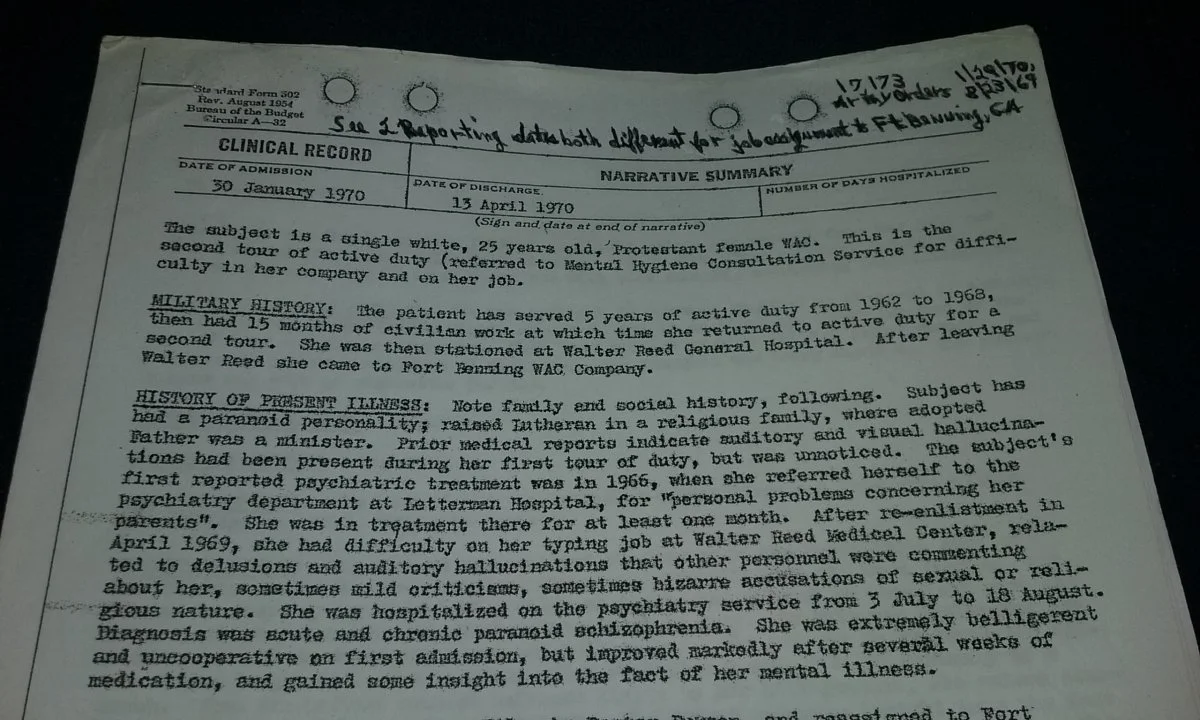 Standard Form 502
Rev. August 1954
Bureau of the Budget
Circular A—32
17173 1/29/70,
Army Orders 8/23/69
See 2 Reporting dates both different for job assignment to Ft Benning, GA
CLINICAL RECORD
NARRATIVE SUMMARY
DATE OF ADMISSION
30 January 1970
DATE OF DISCHARGE.
13 April 1970
NUMBER OF DAYS HOSPITALIZED
(Sign and date at end of narrative)
The subject is a single white, 25 years old, Protestant female WAC. This is the
second tour of active duty (referred to Mental Hygiene Consultation Service for diffi-
culty in her company and on her job.
MILITARY HISTORY: The patient has served 5 years of active duty from 1962 to 1968,
then had 15 months of civilian work at which time she returned to active duty for a
second tour. She was then stationed at Walter Reed General Hospital. After leaving
Walter Reed she came to Fort Benning WAC Company.
HISTORY OF PRESENT ILLNESS: Note family and social history, following. Subject has
had a paranoid personality; raised Lutheran in a religious family, where adopted
Father was a minister. Prior medical reports indicate auditory and visual hallucina-
tions had been present during her first tour of duty, but was unnoticed. The subject's
first reported psychiatric treatment was in 1966, when she referred herself to the
psychiatry department at Letterman Hospital, for "personal problems concerning her
parents". She was in treatment there for at least one month. After re-enlistment in
April 1969, she had difficulty on her typing job at Walter Reed Medical Center, rela-
ted to delusions and auditory hallucinations that other personnel were commenting
about her, sometimes mild criticisms, sometimes bizarre accusations of sexual or reli-
gious nature. She was hospitalized on the psychiatry service from 3 July to 18 August.
Diagnosis was acute and chronic paranoid schizophrenia. She was extremely belligerent
and uncooperative on first admission, but improved markedly after several weeks of
medication, and gained some insight into the fact of her mental illness.
and reassigned to Fort